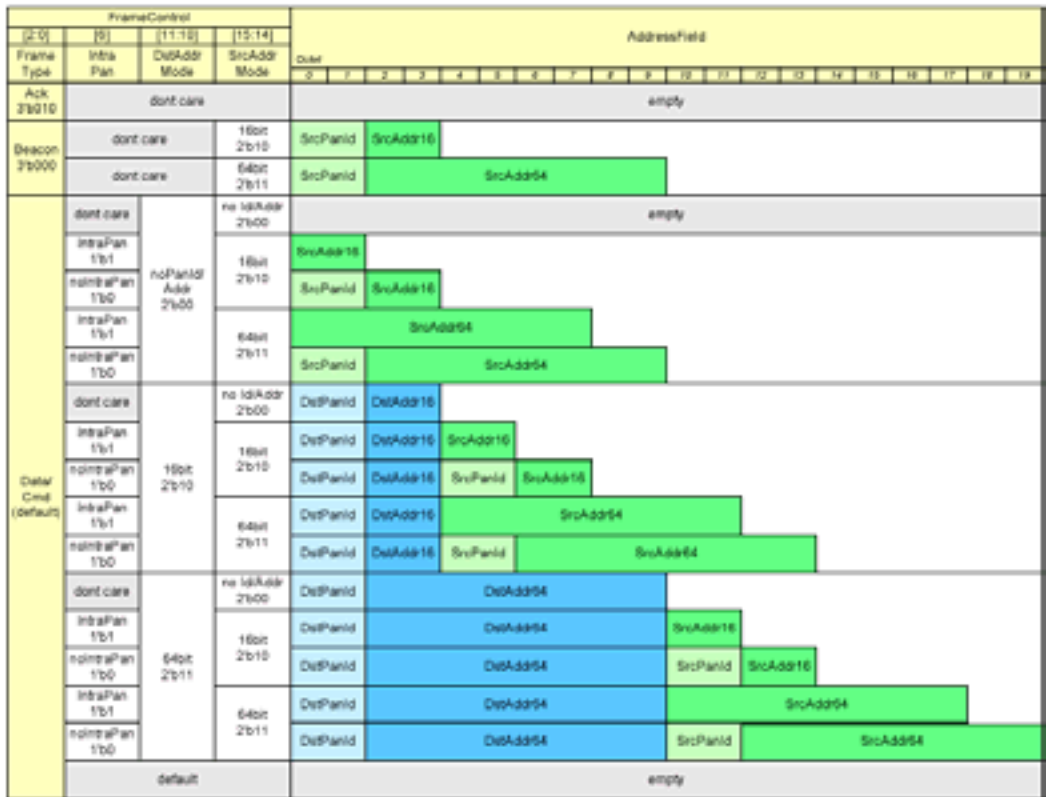 FrameControl
AddressField
[2:0] [6] [11:10] [15:14]
Frame Type
Intra Pan
DstAddr Mode
SrcAddr Mode
0 1 2 3 4 5 6 7 8 9 10 11 12 13 14 15 16 17 18 19
Ack 3'b010
dont care
empty
Beacon 3'b000
dont care
16bit 2'b10
SrcPanId SrcAddr16
dont care
64bit 2'b11
SrcPanId SrcAddr64
Data/ Cmd (default)
dont care
noPanId/ Addr 2'b00
no Id/Addr 2'b00
empty
IntraPan 1'b1
16bit 2'b10
SrcAddr16
noIntraPan 1'b0
SrcPanId SrcAddr16
IntraPan 1'b1
64bit 2'b11
SrcAddr64
noIntraPan 1'b0
SrcPanId SrcAddr64
dont care
16bit 2'b10
no Id/Addr 2'b00
DstPanId DstAddr16
IntraPan 1'b1
16bit 2'b10
DstPanId DstAddr16 SrcAddr16
noIntraPan 1'b0
DstPanId DstAddr16 SrcPanId SrcAddr16
IntraPan 1'b1
64bit 2'b11
DstPanId DstAddr16 SrcAddr64
noIntraPan 1'b0
DstPanId DstAddr16 SrcPanId SrcAddr64
dont care
64bit 2'b11
no Id/Addr 2'b00
DstPanId DstAddr64
IntraPan 1'b1
16bit 2'b10
DstPanId DstAddr64 SrcAddr16
noIntraPan 1'b0
DstPanId DstAddr64 SrcPanId SrcAddr16
IntraPan 1'b1
64bit 2'b11
DstPanId DstAddr64 SrcAddr64
noIntraPan 1'b0
DstPanId DstAddr64 SrcPanId SrcAddr64
default
empty